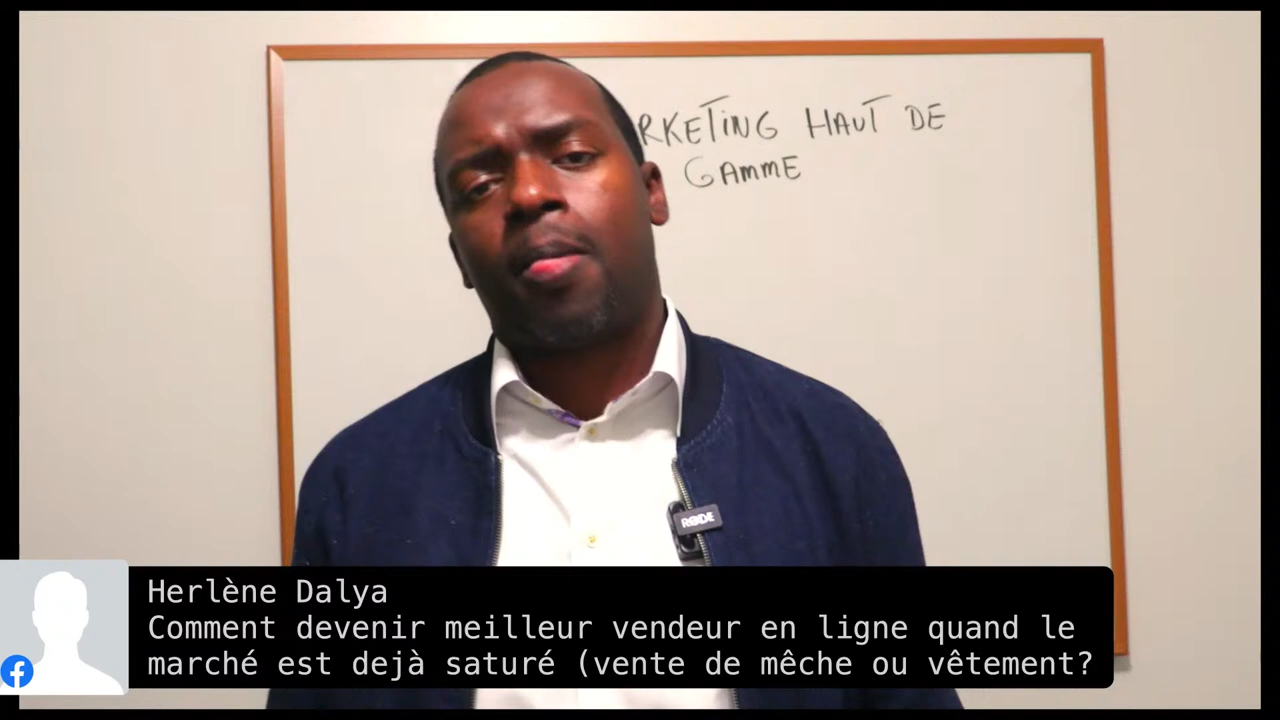 RKETING HAUT DE
GAMME
RODE
Herlène Dalya
Comment devenir meilleur vendeur en ligne quand le
marché est dejà saturé (vente de mêche ou vêtement?